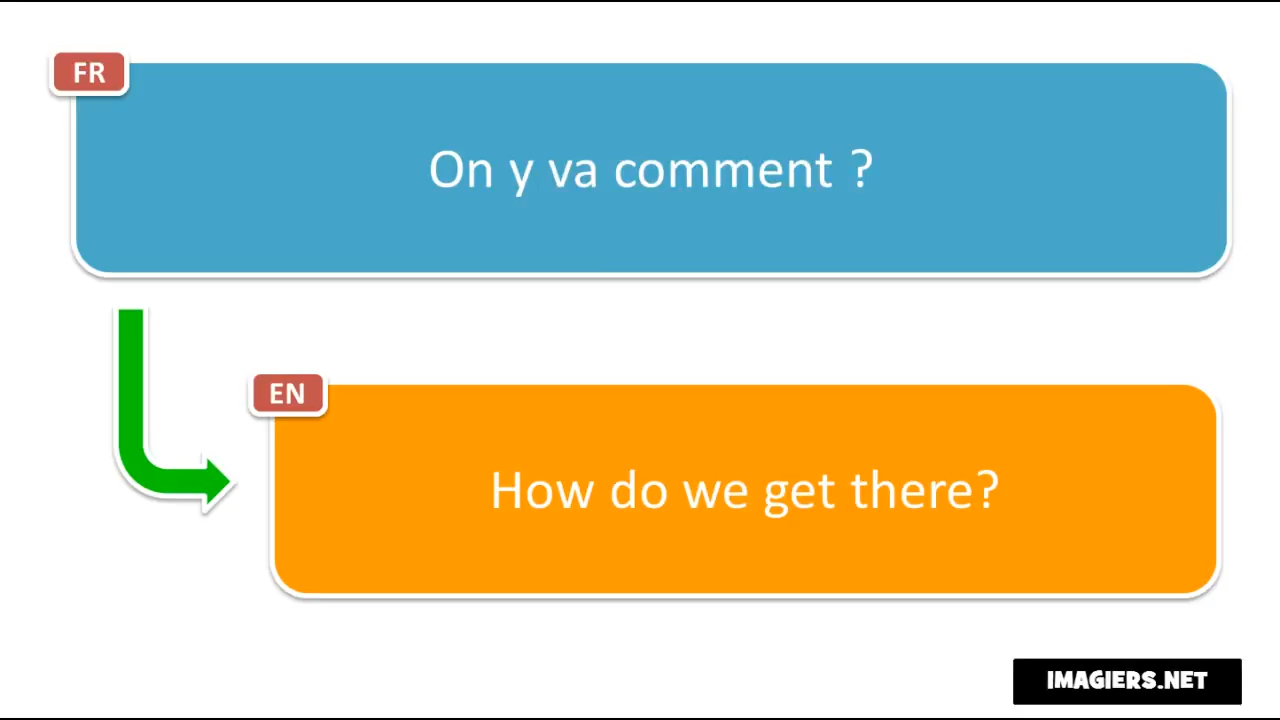 FR
On y va comment ?
EN
How do we get there?
IMAGIERS.NET